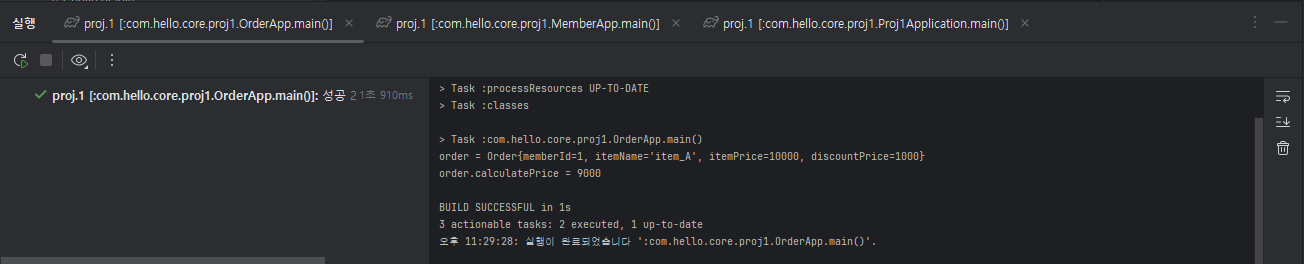 실행
proj.1 [:com.hello.core.proj1.OrderApp.main()]
proj.1 [:com.hello.core.proj1.MemberApp.main()]
proj.1 [:com.hello.core.proj1.Proj1Application.main()]
proj.1 [:com.hello.core.proj1.OrderApp.main()]: 성공 2 1초 910ms
> Task :processResources UP-TO-DATE
> Task :classes
> Task :com.hello.core.proj1.OrderApp.main()
order = Order{memberId=1, itemName='item_A', itemPrice=10000, discountPrice=1000}
order.calculatePrice = 9000
BUILD SUCCESSFUL in 1s
3 actionable tasks: 2 executed, 1 up-to-date
오후 11:29:28: 실행이 완료되었습니다 ':com.hello.core.proj1.OrderApp.main()'.